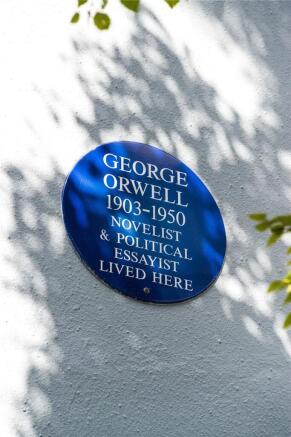 GEORGE
ORWELL
1903-1950
NOVELIST
& POLITICAL
ESSAYIST
LIVED HERE